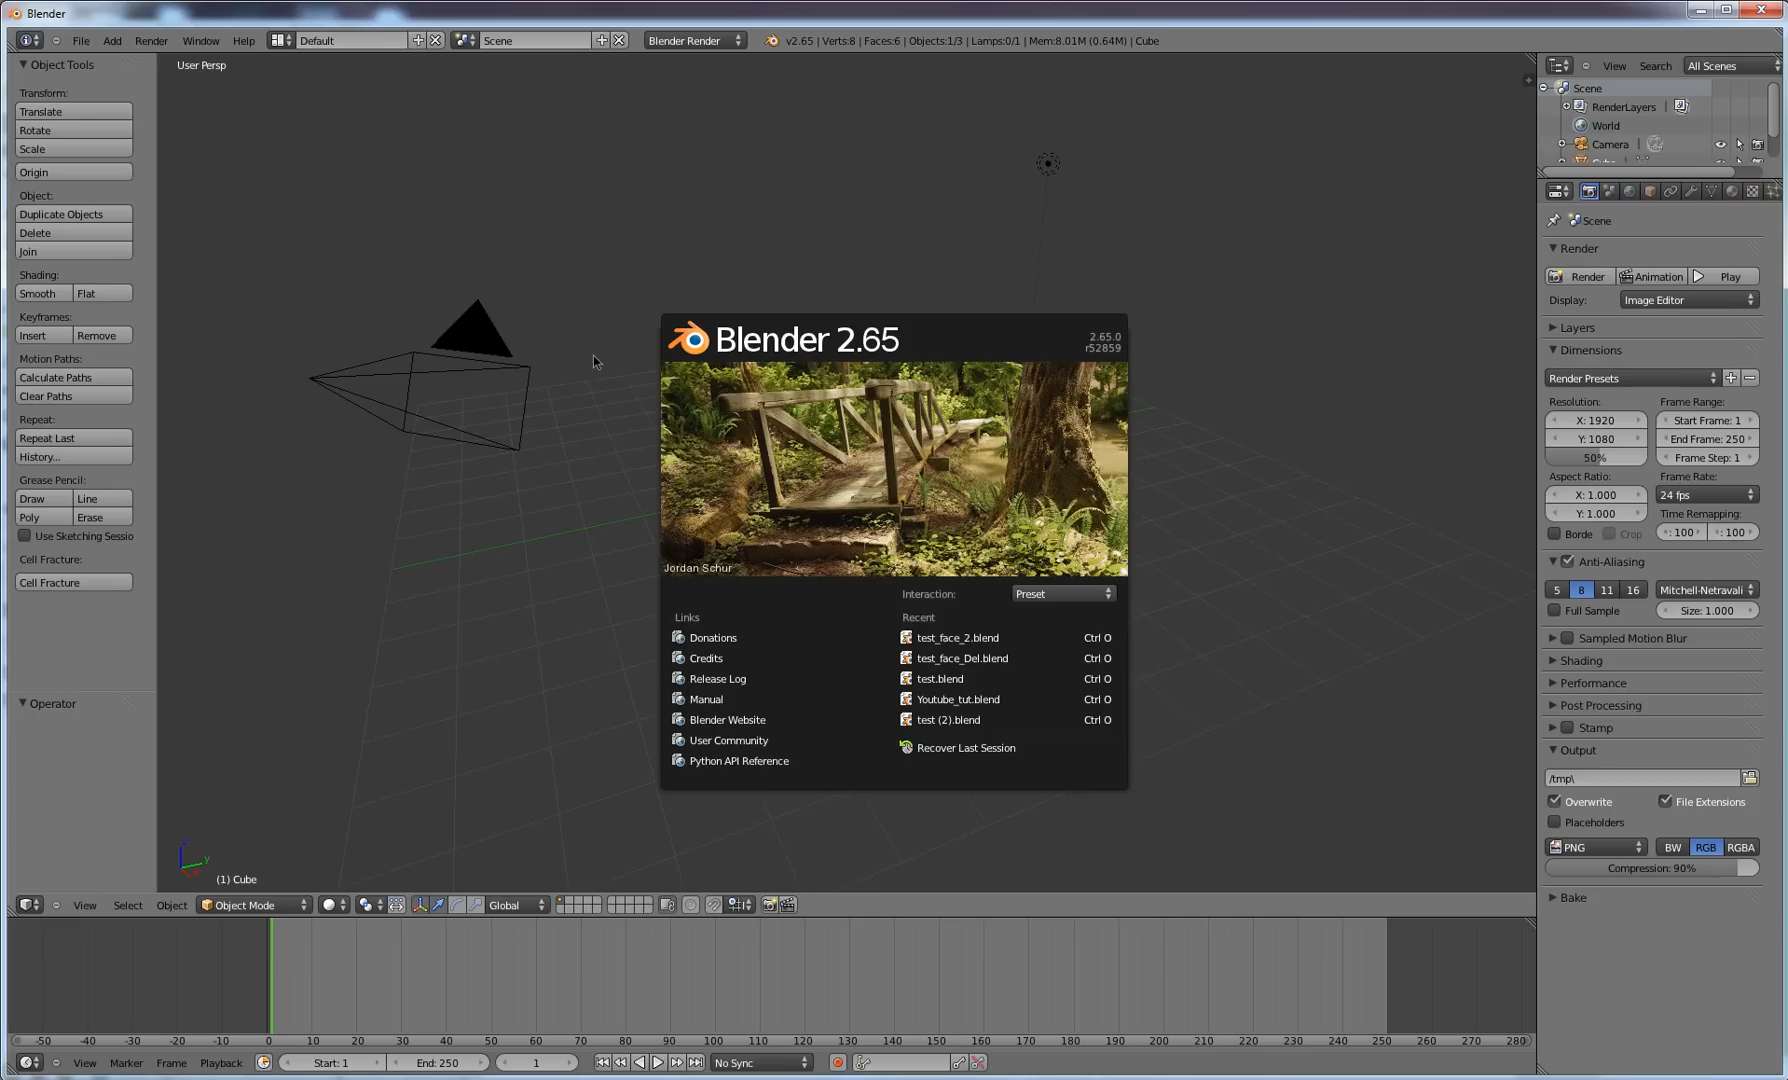 Blender
File Add Render Window Help Default Scene Blender Render v2.65 | Verts:8 | Faces:6 | Objects:1/3 | Lamps:0/1 | Mem:8.01M (0.64M) | Cube
Object Tools
Transform:
Translate
Rotate
Scale
Origin
Object:
Duplicate Objects
Delete
Join
Shading:
Smooth Flat
Keyframes:
Insert Remove
Motion Paths:
Calculate Paths
Clear Paths
Repeat:
Repeat Last
History...
Grease Pencil:
Draw Line
Poly Erase
Use Sketching Sessio
Cell Fracture:
Cell Fracture
Operator
User Persp
Blender 2.65
2.65.0
r52859
Jordan Schur
Interaction: Preset
Links
Donations
Credits
Release Log
Manual
Blender Website
User Community
Python API Reference
Recent
test_face_2.blend Ctrl O
test_face_Del.blend Ctrl O
test.blend Ctrl O
Youtube_tut.blend Ctrl O
test (2).blend Ctrl O
Recover Last Session
z
y
(1) Cube
View Select Object Object Mode Global
-50 -40 -30 -20 -10 0 10 20 30 40 50 60 70 80 90 100 110 120 130 140 150 160 170 180 190 200 210 220 230 240 250 260 270 280
View Marker Frame Playback Start: 1 End: 250 1 No Sync
View Search All Scenes
Scene
RenderLayers |
World
Camera |
Scene
Render
Render Animation Play
Display: Image Editor
Layers
Dimensions
Render Presets
Resolution: Frame Range:
X: 1920 Start Frame: 1
Y: 1080 End Frame: 250
50% Frame Step: 1
Aspect Ratio: Frame Rate:
X: 1.000 24 fps
Y: 1.000 Time Remapping:
Borde Crop : 100 : 100
Anti-Aliasing
5 8 11 16 Mitchell-Netravali
Full Sample Size: 1.000
Sampled Motion Blur
Shading
Performance
Post Processing
Stamp
Output
/tmp\
Overwrite File Extensions
Placeholders
PNG BW RGB RGBA
Compression: 90%
Bake